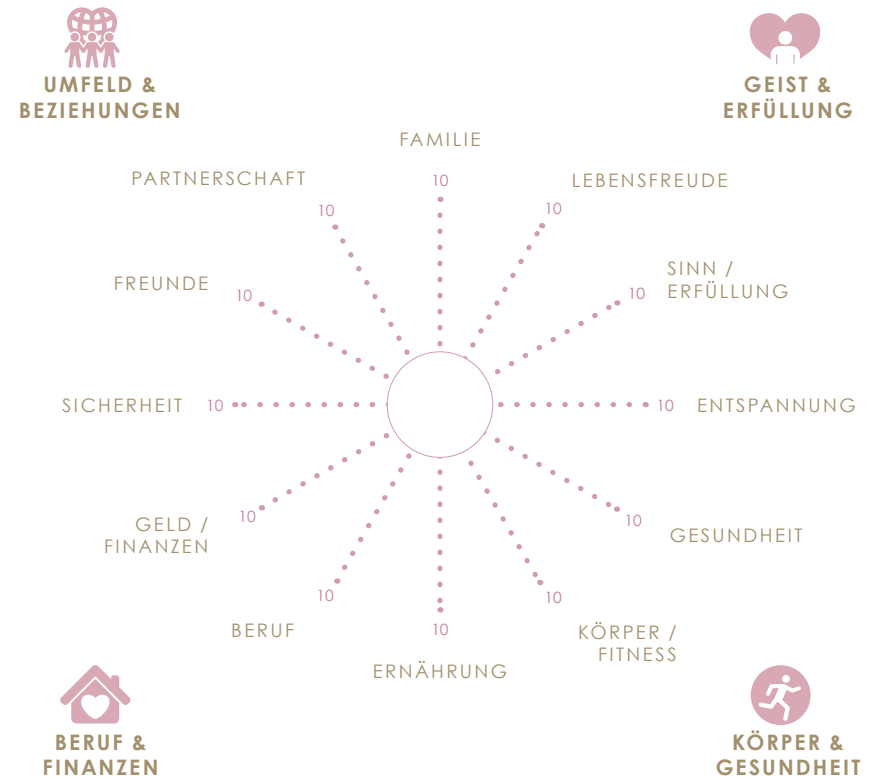 UMFELD &
BEZIEHUNGEN
GEIST &
ERFÜLLUNG
FAMILIE
10
PARTNERSCHAFT
10
LEBENSFREUDE
10
FREUNDE
10
SINN /
ERFÜLLUNG
10
SICHERHEIT 10
10 ENTSPANNUNG
GELD /
FINANZEN
10
10
GESUNDHEIT
BERUF
10
10
ERNÄHRUNG
10
KÖRPER /
FITNESS
BERUF &
FINANZEN
KÖRPER &
GESUNDHEIT